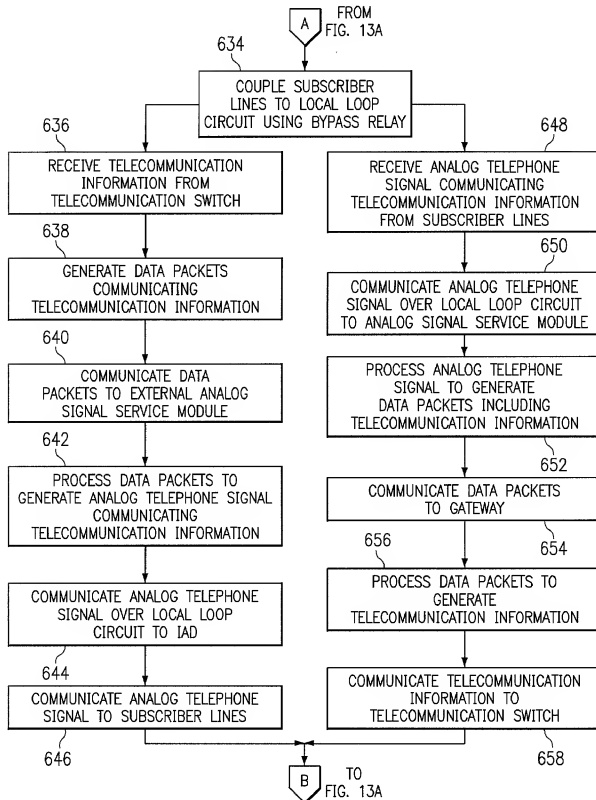 A
FROM
FIG. 13A
634
COUPLE SUBSCRIBER
LINES TO LOCAL LOOP
CIRCUIT USING BYPASS RELAY
636
RECEIVE TELECOMMUNICATION
INFORMATION FROM
TELECOMMUNICATION SWITCH
638
GENERATE DATA PACKETS
COMMUNICATING
TELECOMMUNICATION INFORMATION
640
COMMUNICATE DATA
PACKETS TO EXTERNAL ANALOG
SIGNAL SERVICE MODULE
642
PROCESS DATA PACKETS TO
GENERATE ANALOG TELEPHONE SIGNAL
COMMUNICATING
TELECOMMUNICATION INFORMATION
COMMUNICATE ANALOG TELEPHONE
SIGNAL OVER LOCAL LOOP
CIRCUIT TO IAD
644
COMMUNICATE ANALOG TELEPHONE
SIGNAL TO SUBSCRIBER LINES
646
648
RECEIVE ANALOG TELEPHONE
SIGNAL COMMUNICATING
TELECOMMUNICATION INFORMATION
FROM SUBSCRIBER LINES
650
COMMUNICATE ANALOG TELEPHONE
SIGNAL OVER LOCAL LOOP CIRCUIT
TO ANALOG SIGNAL SERVICE MODULE
PROCESS ANALOG TELEPHONE
SIGNAL TO GENERATE
DATA PACKETS INCLUDING
TELECOMMUNICATION INFORMATION
652
COMMUNICATE DATA PACKETS
TO GATEWAY
654
656
PROCESS DATA PACKETS TO
GENERATE
TELECOMMUNICATION INFORMATION
COMMUNICATE TELECOMMUNICATION
INFORMATION TO
TELECOMMUNICATION SWITCH
658
B
TO
FIG. 13A